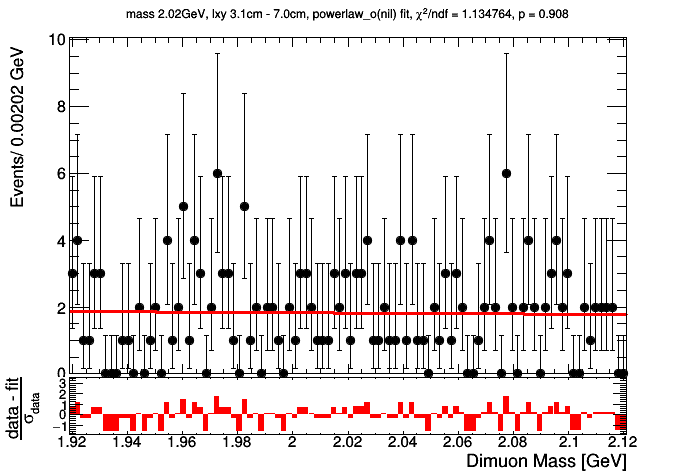 mass 2.02GeV, lxy 3.1cm - 7.0cm, powerlaw_o(nil) fit, χ²/ndf = 1.134764, p = 0.908
Events/ 0.00202 GeV
10
8
6
4
2
0
data - fit
σdata
3
2
1
0
−1
1.92 1.94 1.96 1.98 2 2.02 2.04 2.06 2.08 2.1 2.12
Dimuon Mass [GeV]